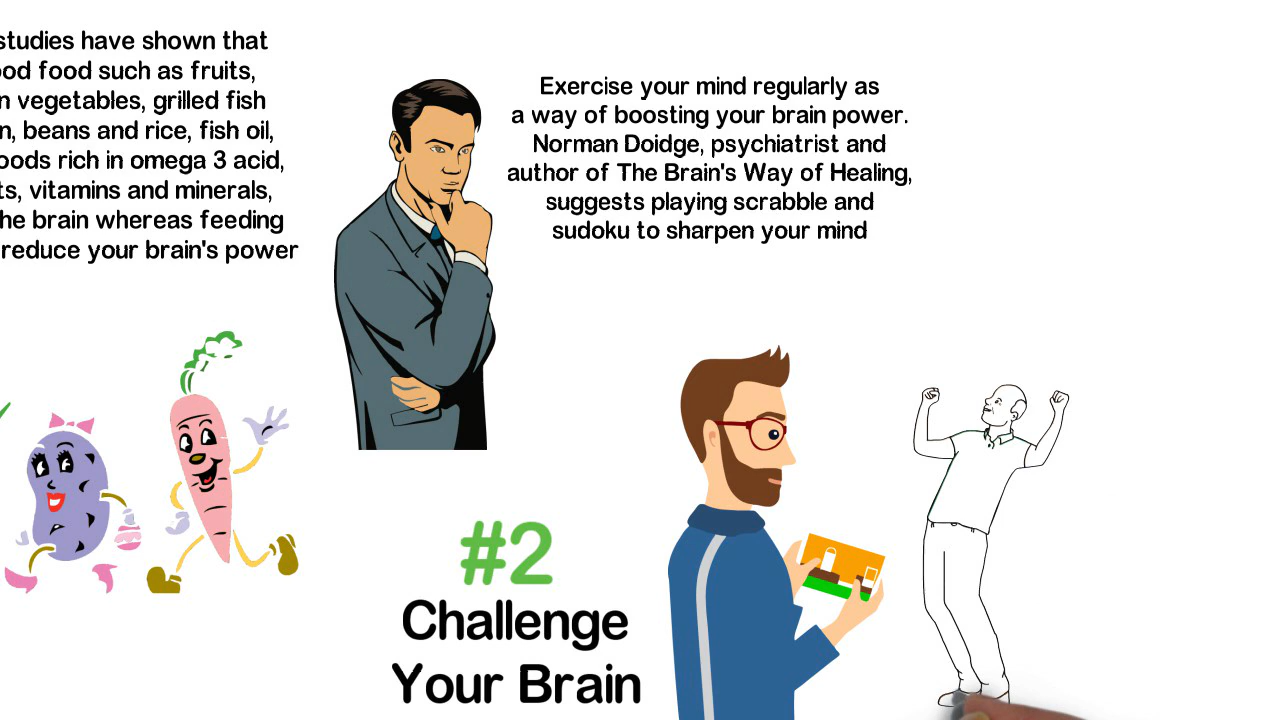 studies have shown that
ood food such as fruits,
n vegetables, grilled fish
n, beans and rice, fish oil,
oods rich in omega 3 acid,
ts, vitamins and minerals,
he brain whereas feeding
reduce your brain's power
Exercise your mind regularly as
a way of boosting your brain power.
Norman Doidge, psychiatrist and
author of The Brain's Way of Healing,
suggests playing scrabble and
sudoku to sharpen your mind
#2
Challenge
Your Brain